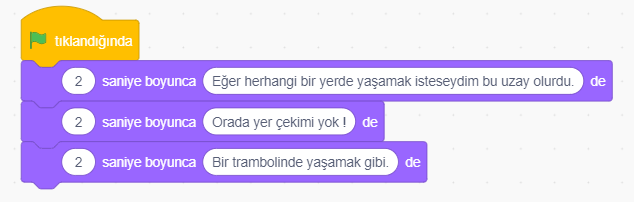 tıklandığında
2 saniye boyunca Eğer herhangi bir yerde yaşamak isteseydim bu uzay olurdu. de
2 saniye boyunca Orada yer çekimi yok ! de
2 saniye boyunca Bir trambolinde yaşamak gibi. de